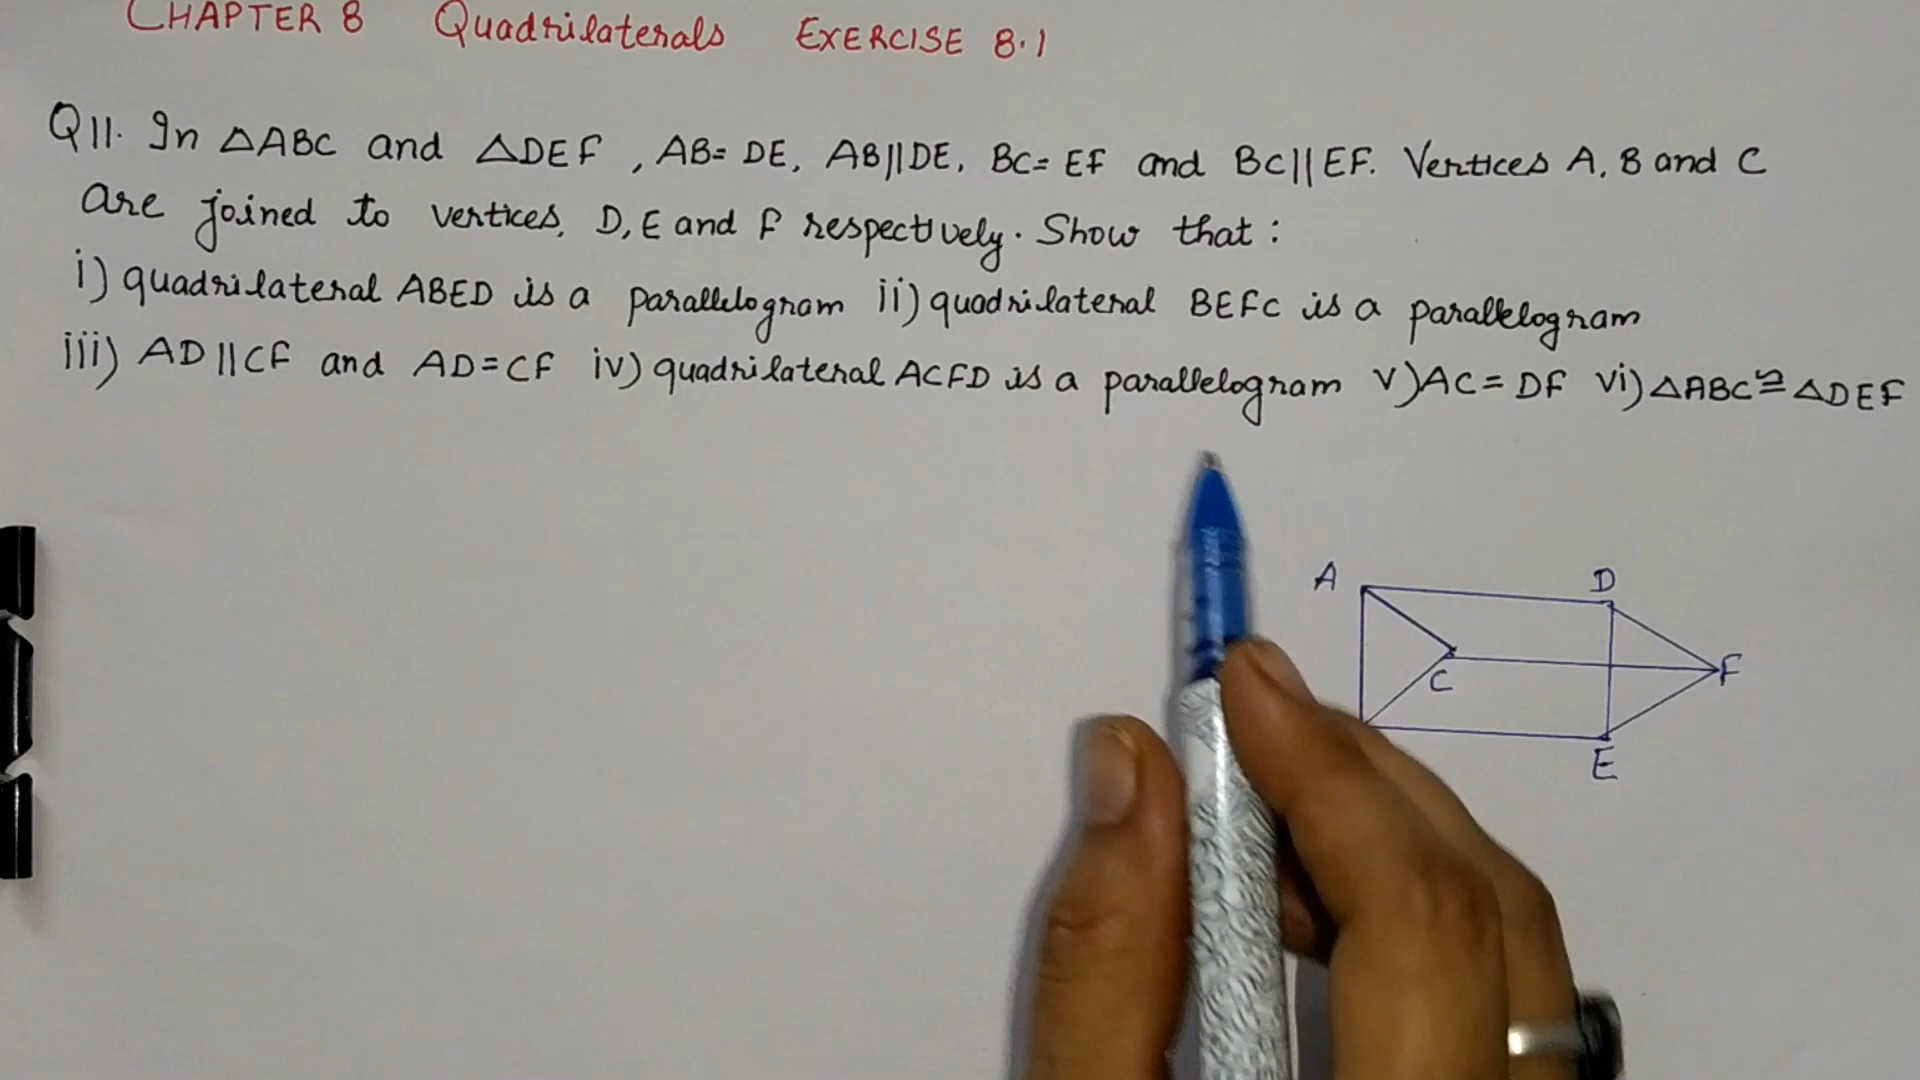 CHAPTER 8 Quadrilaterals EXERCISE 8.1
Q11. In △ABC and △DEF, AB= DE, AB||DE, BC= EF and BC||EF. Vertices A, B and C
are joined to vertices, D, E and F respectively. Show that :
i) quadrilateral ABED is a parallelogram ii) quadrilateral BEFC is a parallelogram
iii) AD||CF and AD=CF iv) quadrilateral ACFD is a parallelogram v) AC= DF vi) △ABC≅△DEF
A D
F
C
E